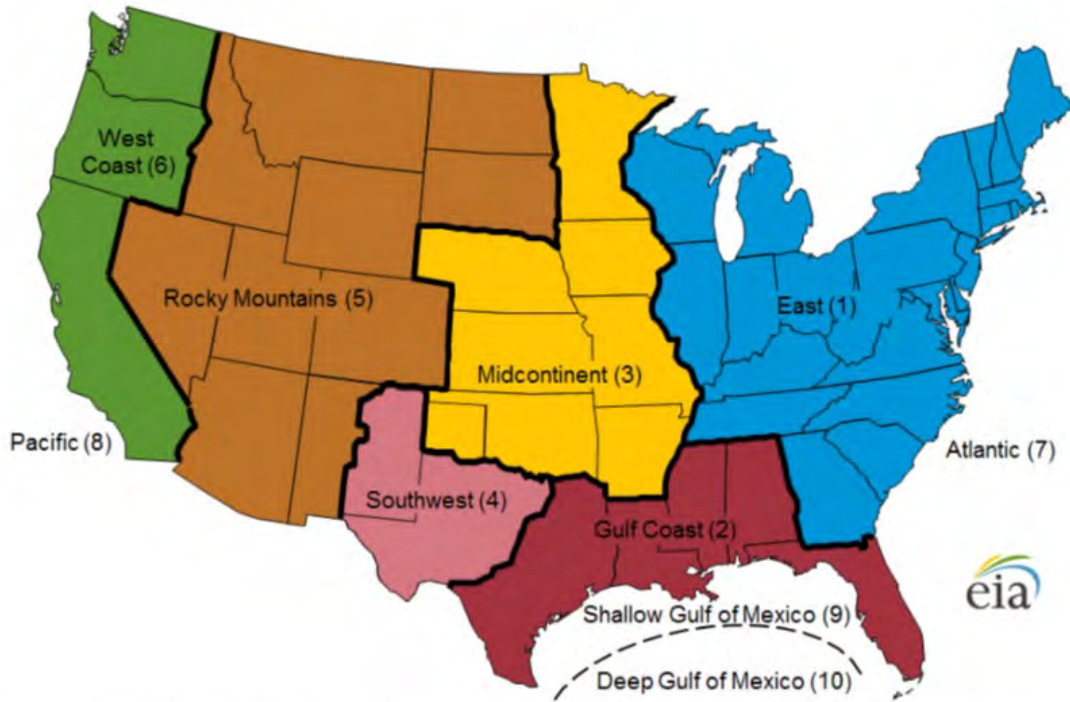 West
Coast (6)
Rocky Mountains (5)
East (1)
Midcontinent (3)
Pacific (8)
Atlantic (7)
Southwest (4)
Gulf Coast (2)
eia
Shallow Gulf of Mexico (9)
Deep Gulf of Mexico (10)